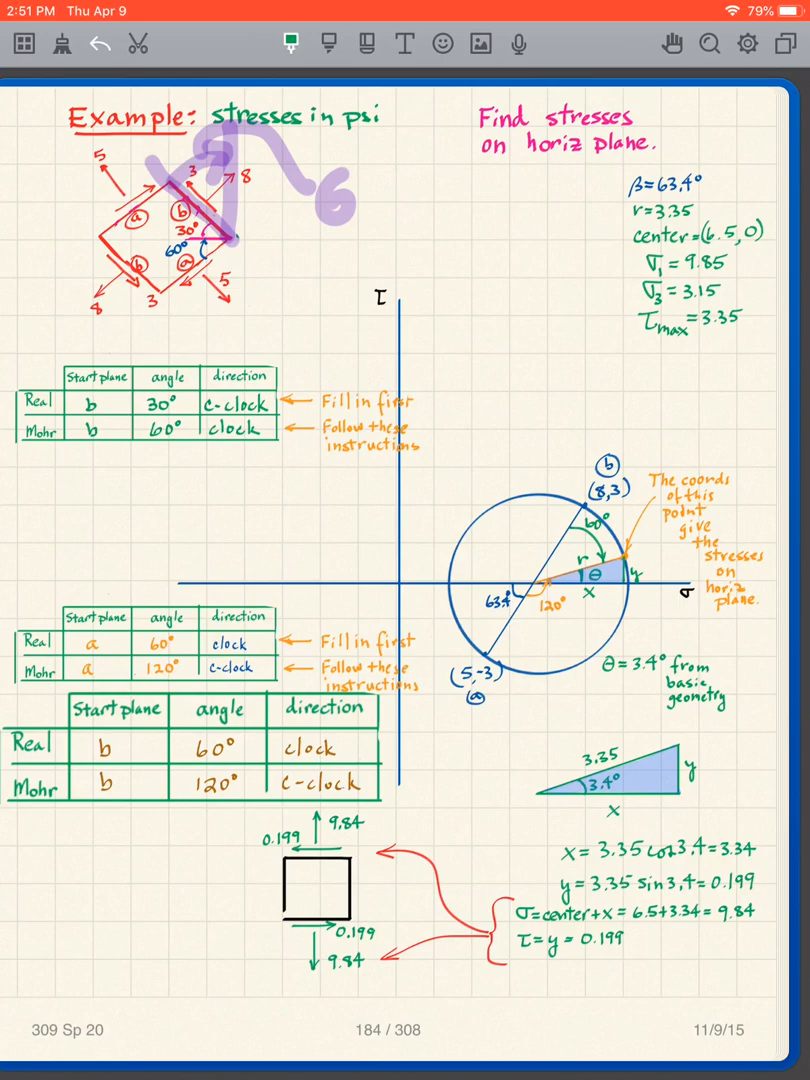 2:51 PM Thu Apr 9
79%
Example: stresses in psi
Find stresses
on horiz plane.
5
3
8
6
a
b
30°
60°
b
a
5
8
3
β=63.4°
r=3.35
center=(6.5,0)
σ₁ = 9.85
σ₃ = 3.15
τmax = 3.35
τ
Start plane angle direction
Real b 30° c-clock
Mohr b 60° clock
Fill in first
Follow these
instructions
b
(8,3)
60°
The coords
of this
point
give
the
stresses
on
horiz
plane.
r
θ
y
x
σ
63.4°
120°
(5,-3)
a
Start plane angle direction
Real a 60° clock
Mohr a 120° c-clock
Fill in first
Follow these
instructions
θ = 3.4° from
basic
geometry
Start plane angle direction
Real b 60° clock
Mohr b 120° c-clock
3.35
3.4°
y
x
9.84
0.199
0.199
9.84
x = 3.35 cos 3.4 = 3.34
y = 3.35 sin 3.4 = 0.199
σ = center + x = 6.5+3.34 = 9.84
τ = y = 0.199
309 Sp 20
184 / 308
11/9/15